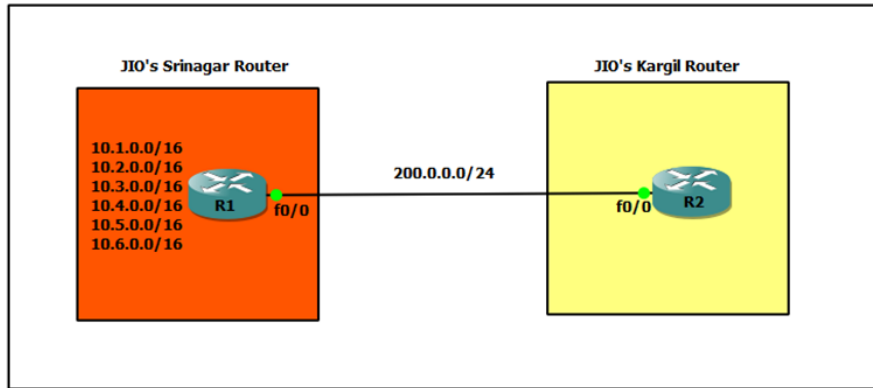 JIO's Srinagar Router
JIO's Kargil Router
10.1.0.0/16
10.2.0.0/16
10.3.0.0/16
10.4.0.0/16
10.5.0.0/16
10.6.0.0/16
R1
f0/0
200.0.0.0/24
f0/0
R2